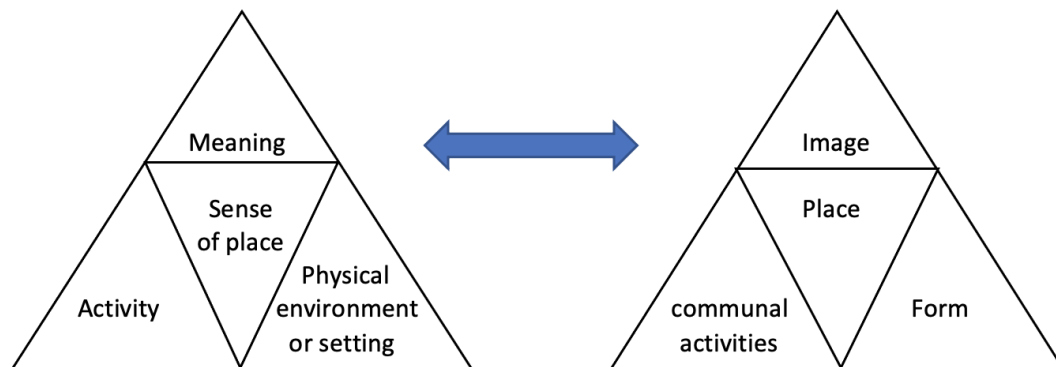 Meaning
Sense
of place
Activity
Physical
environment
or setting
Image
Place
communal
activities
Form